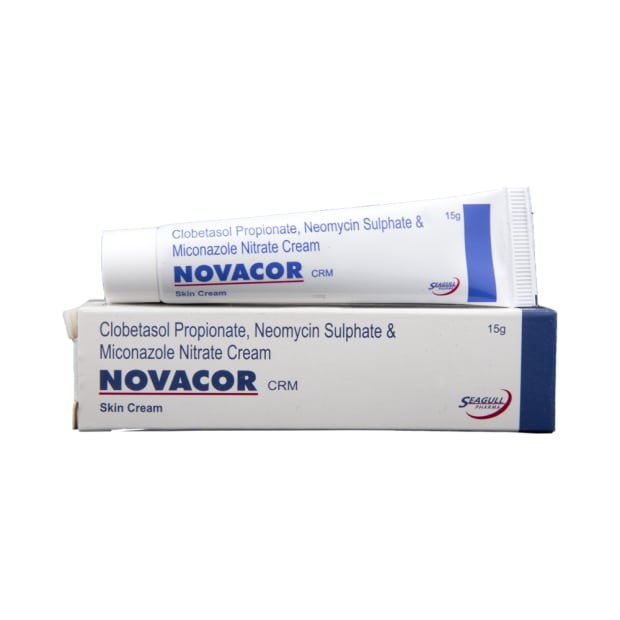 Clobetasol Propionate, Neomycin Sulphate &
Miconazole Nitrate Cream
15g
NOVACOR CRM
Skin Cream
SEAGULL
PHARMA
Clobetasol Propionate, Neomycin Sulphate &
Miconazole Nitrate Cream
15g
NOVACOR CRM
Skin Cream
SEAGULL
PHARMA